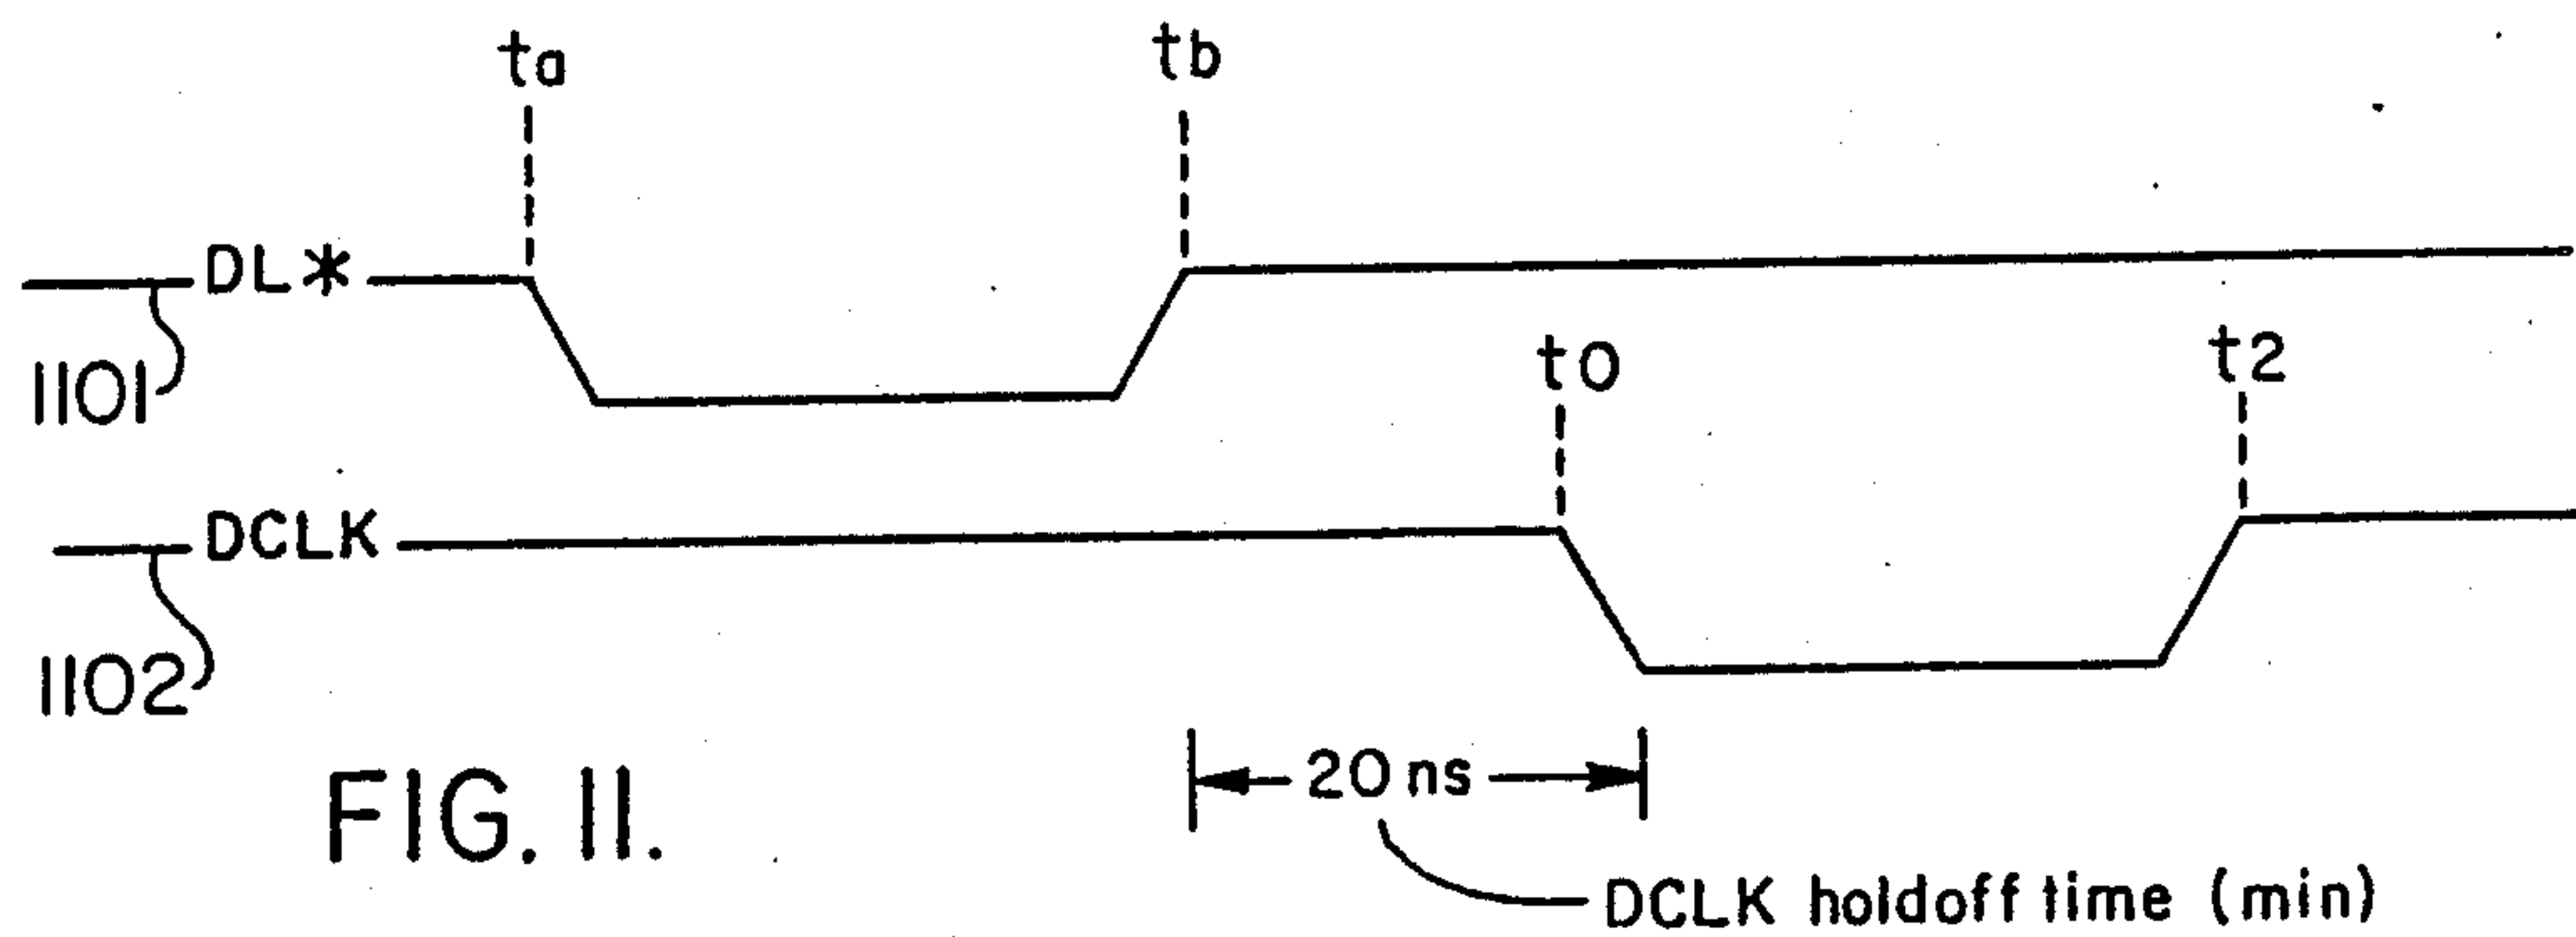 ta
tb
DL*
1101
t0
t2
DCLK
1102
20 ns
FIG. 11.
DCLK holdoff time (min)